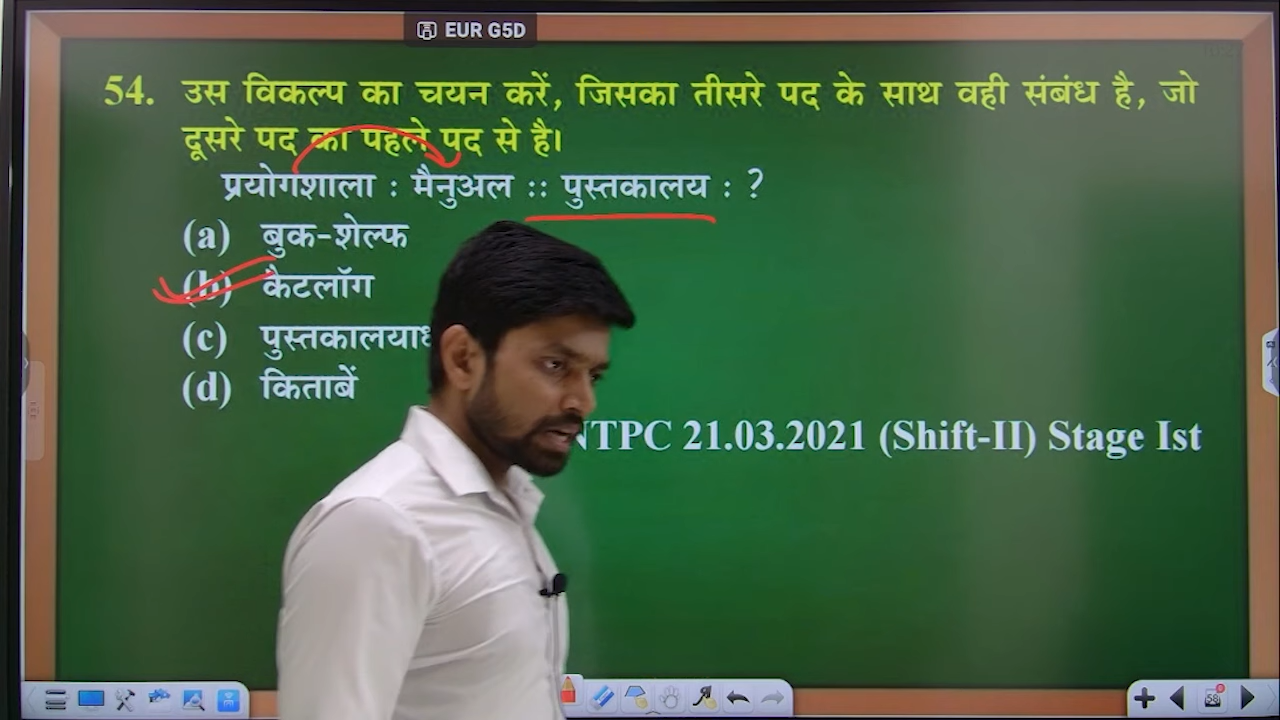 EUR G5D
54. उस विकल्प का चयन करें, जिसका तीसरे पद के साथ वही संबंध है, जो
दूसरे पद का पहले पद से है।
प्रयोगशाला : मैनुअल :: पुस्तकालय : ?
(a) बुक-शेल्फ
(b) कैटलॉग
(c)
(d) किताबें
NTPC 21.03.2021 (Shift-II) Stage Ist